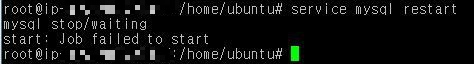 root@ip- :/home/ubuntu# service mysql restart
mysql stop/waiting
start: Job failed to start
root@ip- :/home/ubuntu#